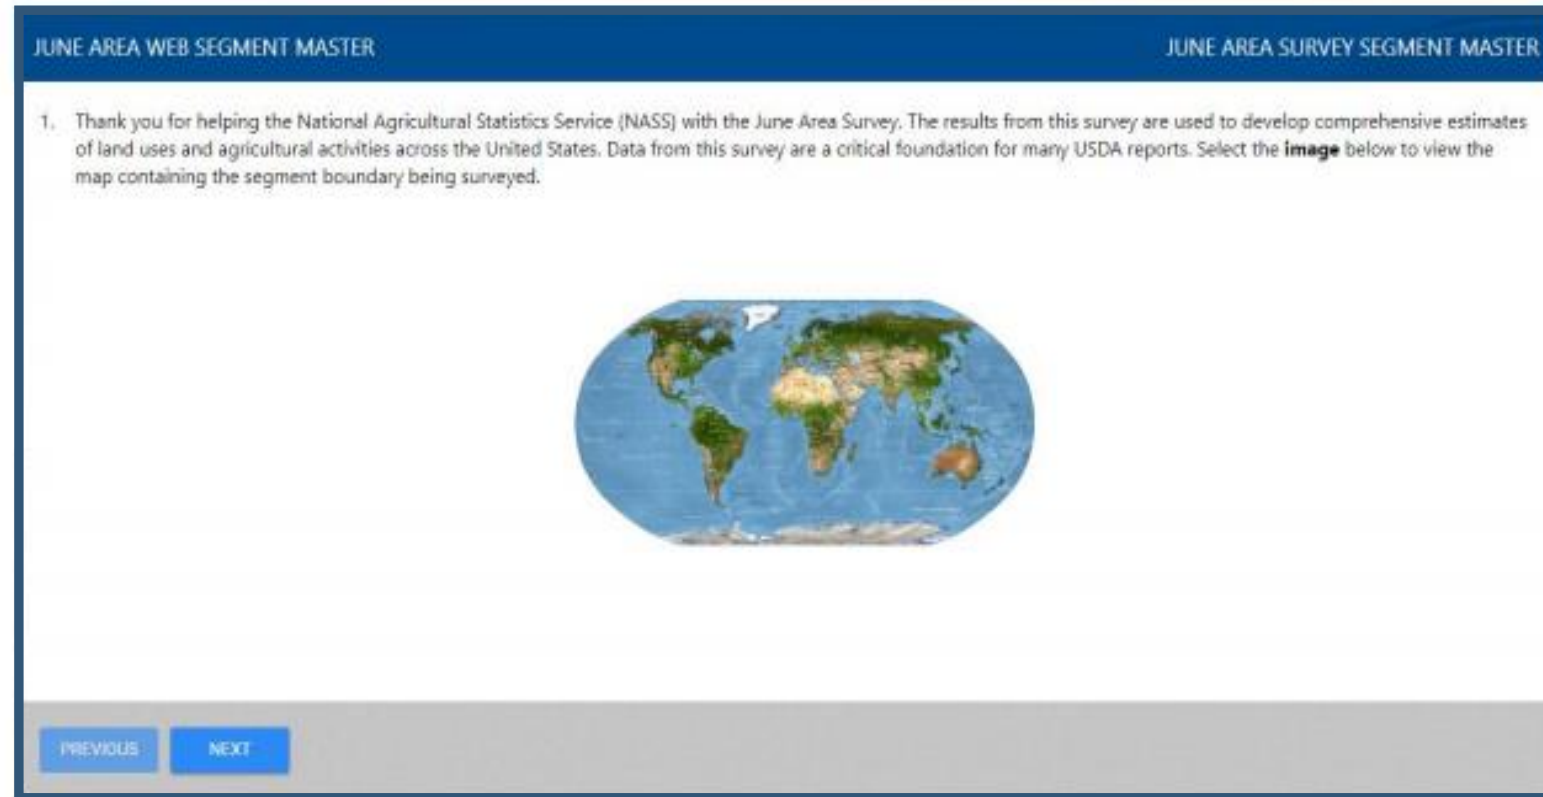 JUNE AREA WEB SEGMENT MASTER
JUNE AREA SURVEY SEGMENT MASTER
1. Thank you for helping the National Agricultural Statistics Service (NASS) with the June Area Survey. The results from this survey are used to develop comprehensive estimates
of land uses and agricultural activities across the United States. Data from this survey are a critical foundation for many USDA reports. Select the image below to view the
map containing the segment boundary being surveyed.
PREVIOUS
NEXT